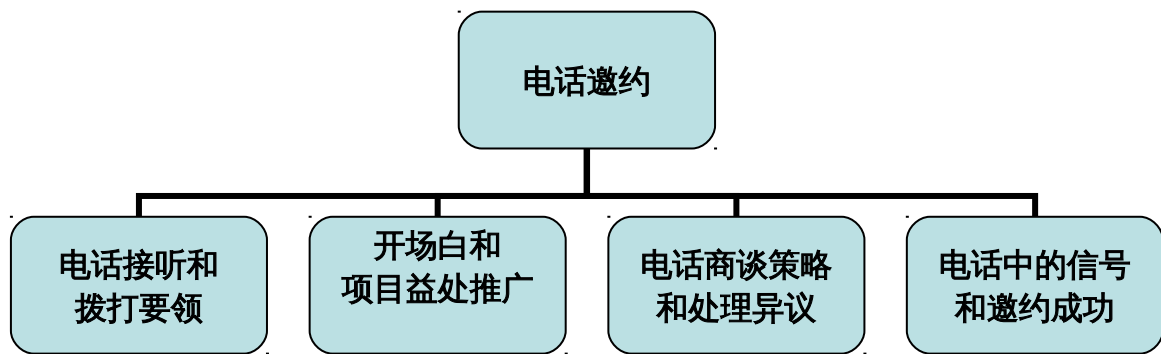 电话邀约
电话接听和
拨打要领
开场白和
项目益处推广
电话商谈策略
和处理异议
电话中的信号
和邀约成功